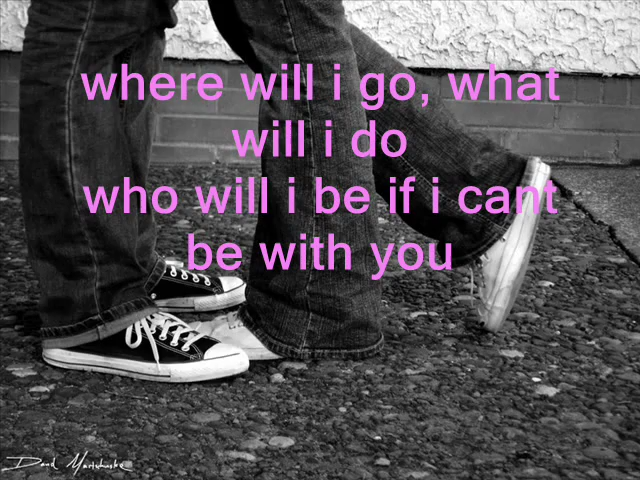 where will i go, what
will i do
who will i be if i cant
be with you